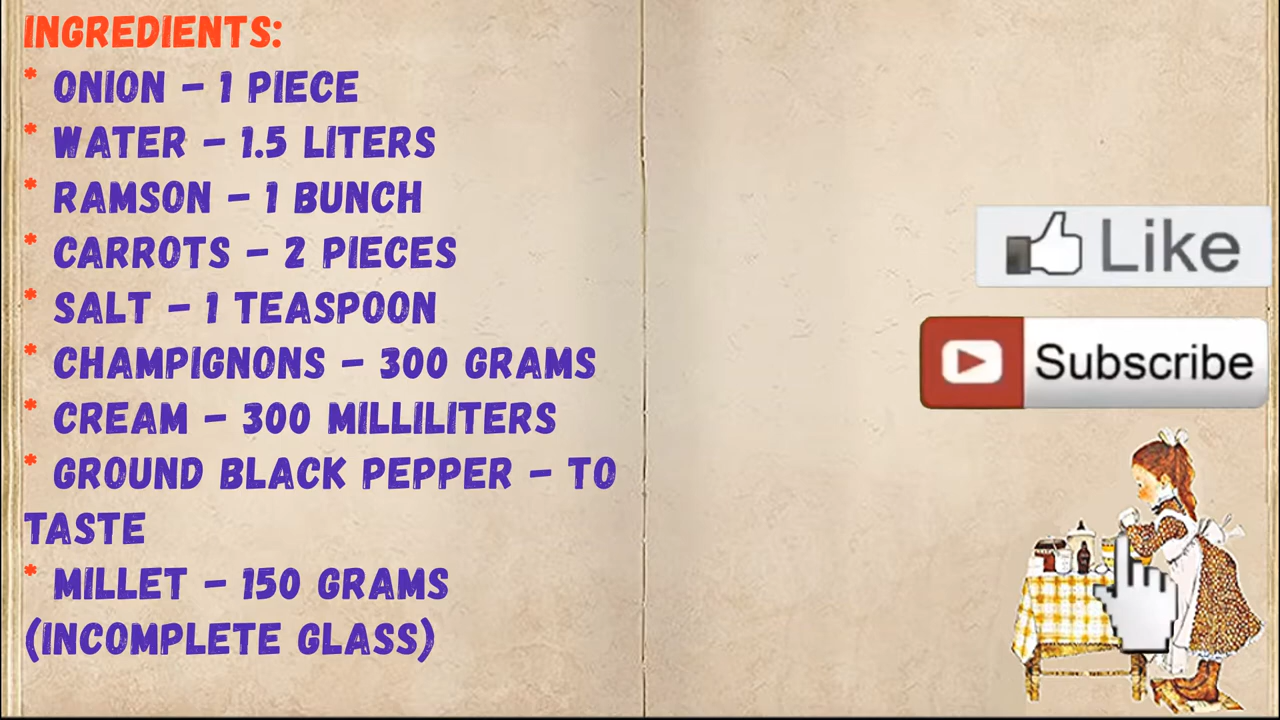 INGREDIENTS:
* ONION – 1 PIECE
* WATER – 1.5 LITERS
* RAMSON – 1 BUNCH
* CARROTS – 2 PIECES
* SALT – 1 TEASPOON
* CHAMPIGNONS – 300 GRAMS
* CREAM – 300 MILLILITERS
* GROUND BLACK PEPPER – TO
TASTE
* MILLET – 150 GRAMS
(INCOMPLETE GLASS)
Like
Subscribe